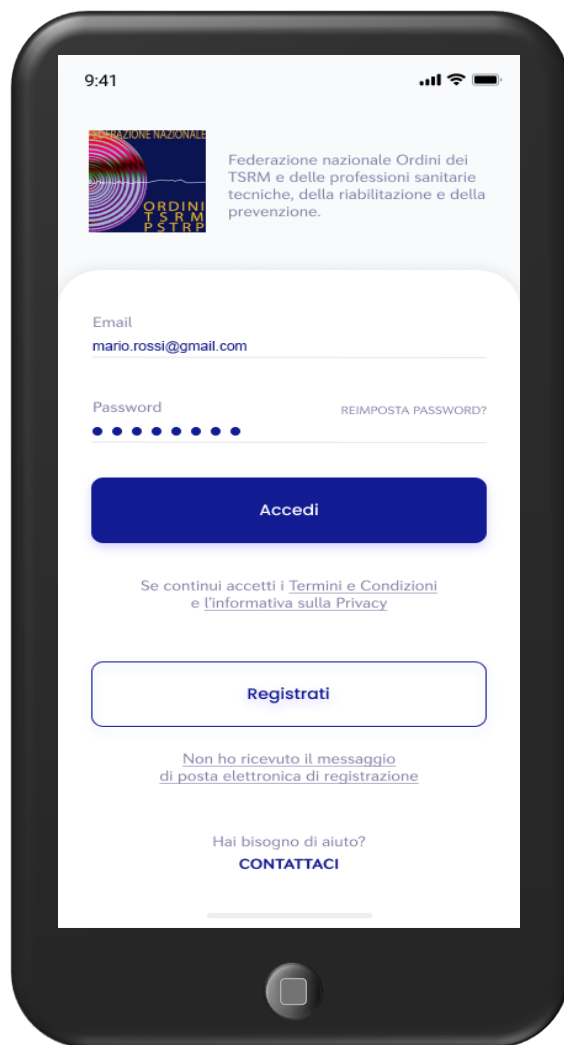 9:41
FEDERAZIONE NAZIONALE
ORDINI
TSRM
PSTRP
Federazione nazionale Ordini dei
TSRM e delle professioni sanitarie
tecniche, della riabilitazione e della
prevenzione.
Email
mario.rossi@gmail.com
Password
REIMPOSTA PASSWORD?
Accedi
Se continui accetti i Termini e Condizioni
e l'informativa sulla Privacy
Registrati
Non ho ricevuto il messaggio
di posta elettronica di registrazione
Hai bisogno di aiuto?
CONTATTACI